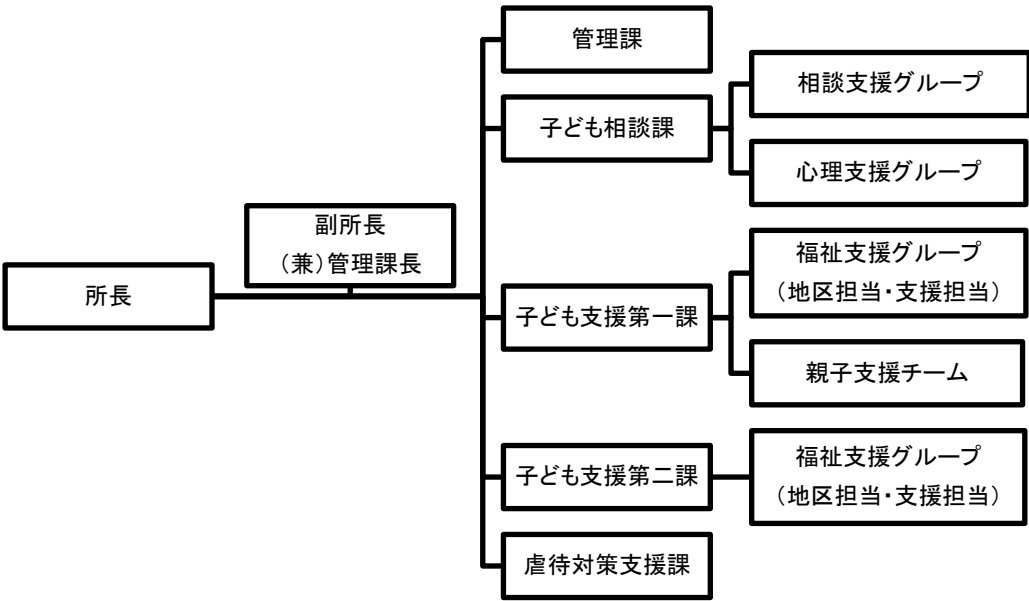 管理課
相談支援グループ
子ども相談課
心理支援グループ
副所長
（兼）管理課長
所長
福祉支援グループ
（地区担当・支援担当）
子ども支援第一課
親子支援チーム
子ども支援第二課
福祉支援グループ
（地区担当・支援担当）
虐待対策支援課